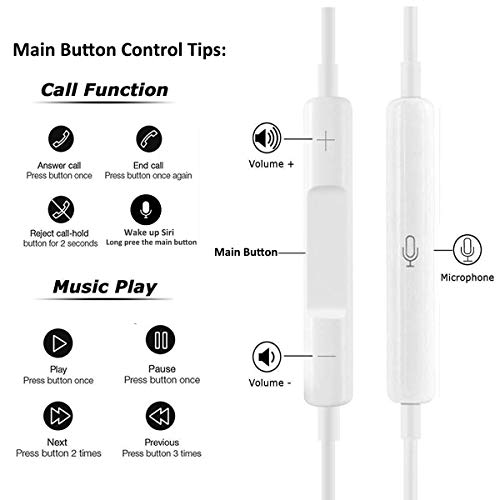 Main Button Control Tips:
Call Function
Answer call
Press button once
End call
Press button once again
Reject call-hold
button for 2 seconds
Wake up Siri
Long pree the main button
Music Play
Play
Press button once
Pause
Press button once
Next
Press button 2 times
Previous
Press button 3 times
Volume +
+
Main Button
Volume -
−
Microphone